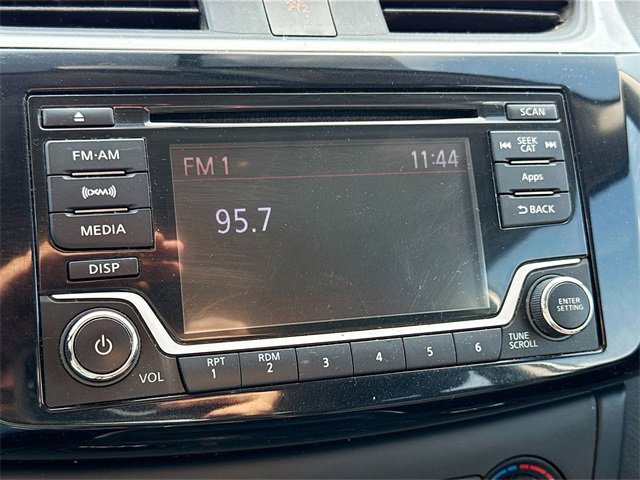 SCAN
FM·AM
SEEK
CAT
((XM))
Apps
MEDIA
BACK
DISP
FM 1
11:44
95.7
ENTER
SETTING
TUNE
SCROLL
VOL
RPT
1
RDM
2
3
4
5
6